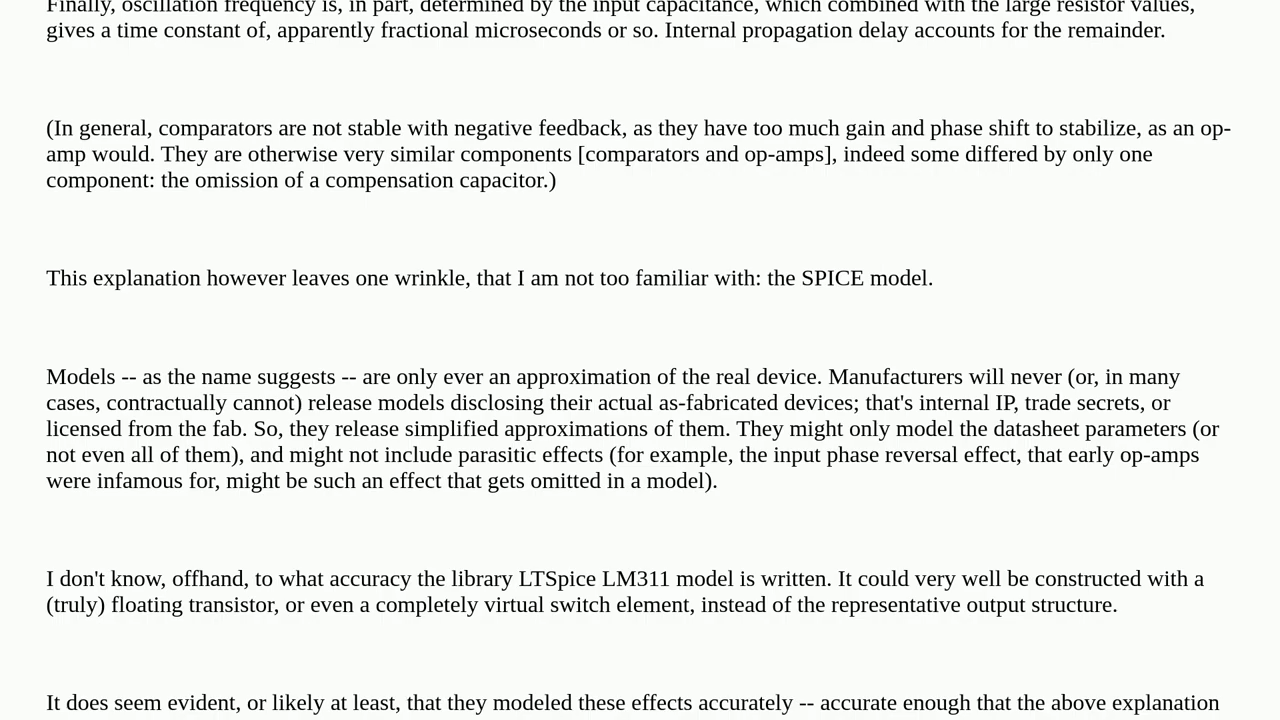 Finally, oscillation frequency is, in part, determined by the input capacitance, which combined with the large resistor values,
gives a time constant of, apparently fractional microseconds or so. Internal propagation delay accounts for the remainder.
(In general, comparators are not stable with negative feedback, as they have too much gain and phase shift to stabilize, as an op-
amp would. They are otherwise very similar components [comparators and op-amps], indeed some differed by only one
component: the omission of a compensation capacitor.)
This explanation however leaves one wrinkle, that I am not too familiar with: the SPICE model.
Models -- as the name suggests -- are only ever an approximation of the real device. Manufacturers will never (or, in many
cases, contractually cannot) release models disclosing their actual as-fabricated devices; that's internal IP, trade secrets, or
licensed from the fab. So, they release simplified approximations of them. They might only model the datasheet parameters (or
not even all of them), and might not include parasitic effects (for example, the input phase reversal effect, that early op-amps
were infamous for, might be such an effect that gets omitted in a model).
I don't know, offhand, to what accuracy the library LTSpice LM311 model is written. It could very well be constructed with a
(truly) floating transistor, or even a completely virtual switch element, instead of the representative output structure.
It does seem evident, or likely at least, that they modeled these effects accurately -- accurate enough that the above explanation